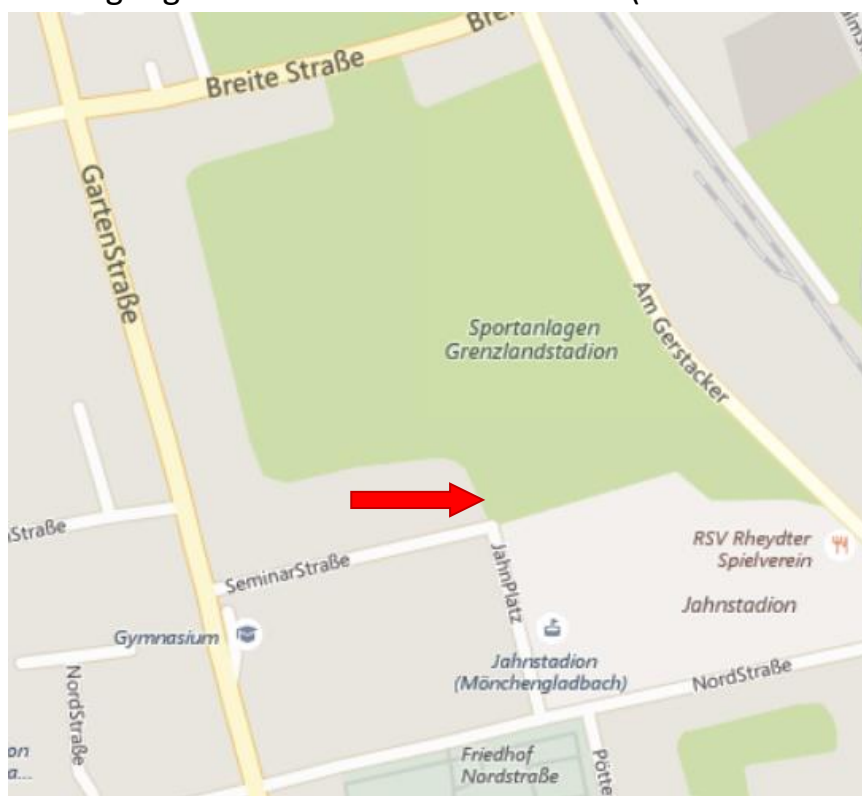 Breite Straße
GartenStraße
Sportanlagen
Grenzlandstadion
Am Gerstacker
RSV Rheydter
Spielverein
SeminarStraße
JahnPlatz
Jahnstadion
Gymnasium
Jahnstadion
(Mönchengladbach)
NordStraße
NordStraße
Friedhof
Nordstraße